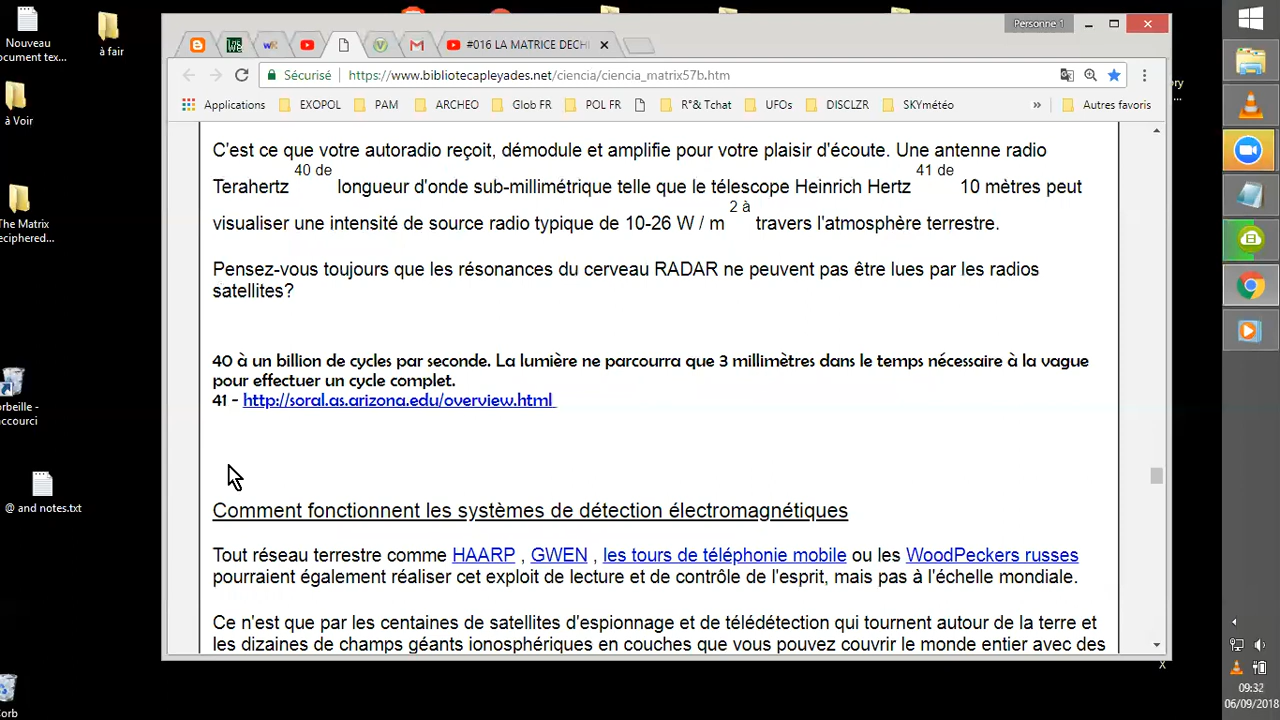 Nouveau
ocument tex...
à fair
à Voir
The Matrix
eciphered...
orbeille -
accourci
@ and notes.txt
Corb
Personne 1
#016 LA MATRICE DECHI
Sécurisé
https://www.bibliotecapleyades.net/ciencia/ciencia_matrix57b.htm
Applications
EXOPOL
PAM
ARCHEO
Glob FR
POL FR
R°& Tchat
UFOs
DISCLZR
SKYmétéo
»
Autres favoris
C'est ce que votre autoradio reçoit, démodule et amplifie pour votre plaisir d'écoute. Une antenne radio
Terahertz 40 de longueur d'onde sub-millimétrique telle que le télescope Heinrich Hertz 41 de 10 mètres peut
visualiser une intensité de source radio typique de 10-26 W / m 2 à travers l'atmosphère terrestre.
Pensez-vous toujours que les résonances du cerveau RADAR ne peuvent pas être lues par les radios
satellites?
40 à un billion de cycles par seconde. La lumière ne parcourra que 3 millimètres dans le temps nécessaire à la vague
pour effectuer un cycle complet.
41 - http://soral.as.arizona.edu/overview.html
Comment fonctionnent les systèmes de détection électromagnétiques
Tout réseau terrestre comme HAARP , GWEN , les tours de téléphonie mobile ou les WoodPeckers russes
pourraient également réaliser cet exploit de lecture et de contrôle de l'esprit, mais pas à l'échelle mondiale.
Ce n'est que par les centaines de satellites d'espionnage et de télédétection qui tournent autour de la terre et
les dizaines de champs géants ionosphériques en couches que vous pouvez couvrir le monde entier avec des
09:32
06/09/2018